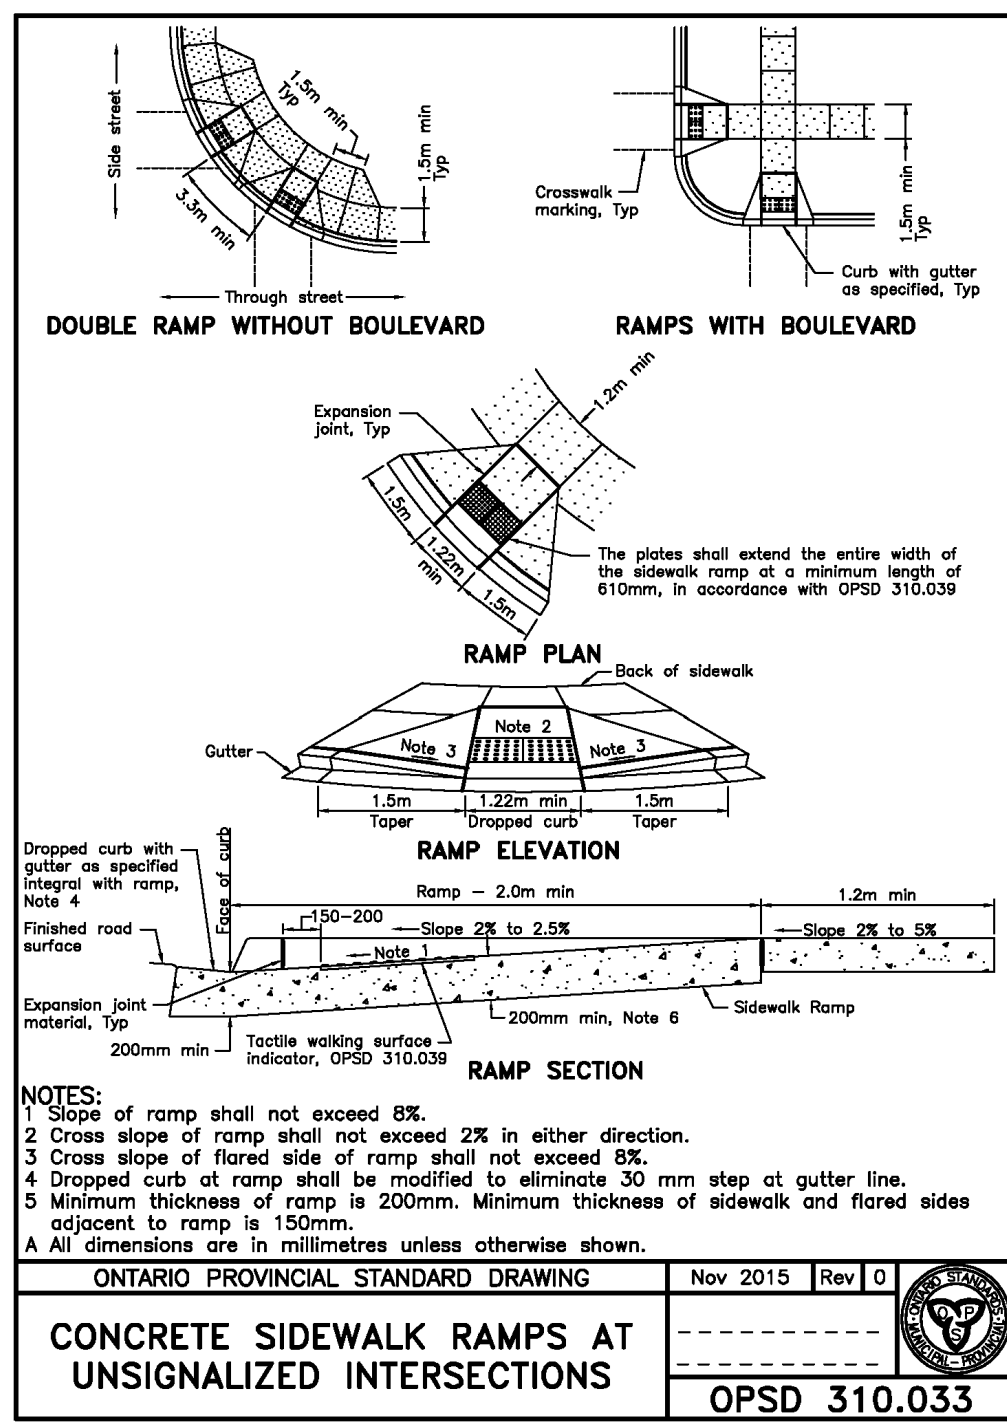 Side street
1.5m min
Typ
1.5m min
Typ
3.3m min
Through street
DOUBLE RAMP WITHOUT BOULEVARD
Crosswalk
marking, Typ
1.5m min
Typ
Curb with gutter
as specified, Typ
RAMPS WITH BOULEVARD
Expansion
joint, Typ
1.2m min
1.5m
1.22m
min
1.5m
The plates shall extend the entire width of
the sidewalk ramp at a minimum length of
610mm, in accordance with OPSD 310.039
RAMP PLAN
Back of sidewalk
Gutter
Note 3
Note 2
Note 3
1.5m
Taper
1.22m min
Dropped curb
1.5m
Taper
RAMP ELEVATION
Dropped curb with
gutter as specified
integral with ramp,
Note 4
Finished road
surface
Face of curb
Ramp – 2.0m min
1.2m min
150-200
Slope 2% to 2.5%
Slope 2% to 5%
Note 1
Expansion joint
material, Typ
200mm min
Tactile walking surface
indicator, OPSD 310.039
200mm min, Note 6
Sidewalk Ramp
RAMP SECTION
NOTES:
1 Slope of ramp shall not exceed 8%.
2 Cross slope of ramp shall not exceed 2% in either direction.
3 Cross slope of flared side of ramp shall not exceed 8%.
4 Dropped curb at ramp shall be modified to eliminate 30 mm step at gutter line.
5 Minimum thickness of ramp is 200mm. Minimum thickness of sidewalk and flared sides
adjacent to ramp is 150mm.
A All dimensions are in millimetres unless otherwise shown.
ONTARIO PROVINCIAL STANDARD DRAWING
Nov 2015
Rev 0
CONCRETE SIDEWALK RAMPS AT
UNSIGNALIZED INTERSECTIONS
OPSD 310.033
ONTARIO STANDARDS
MUNICIPAL-PROVINCIAL
O P
S